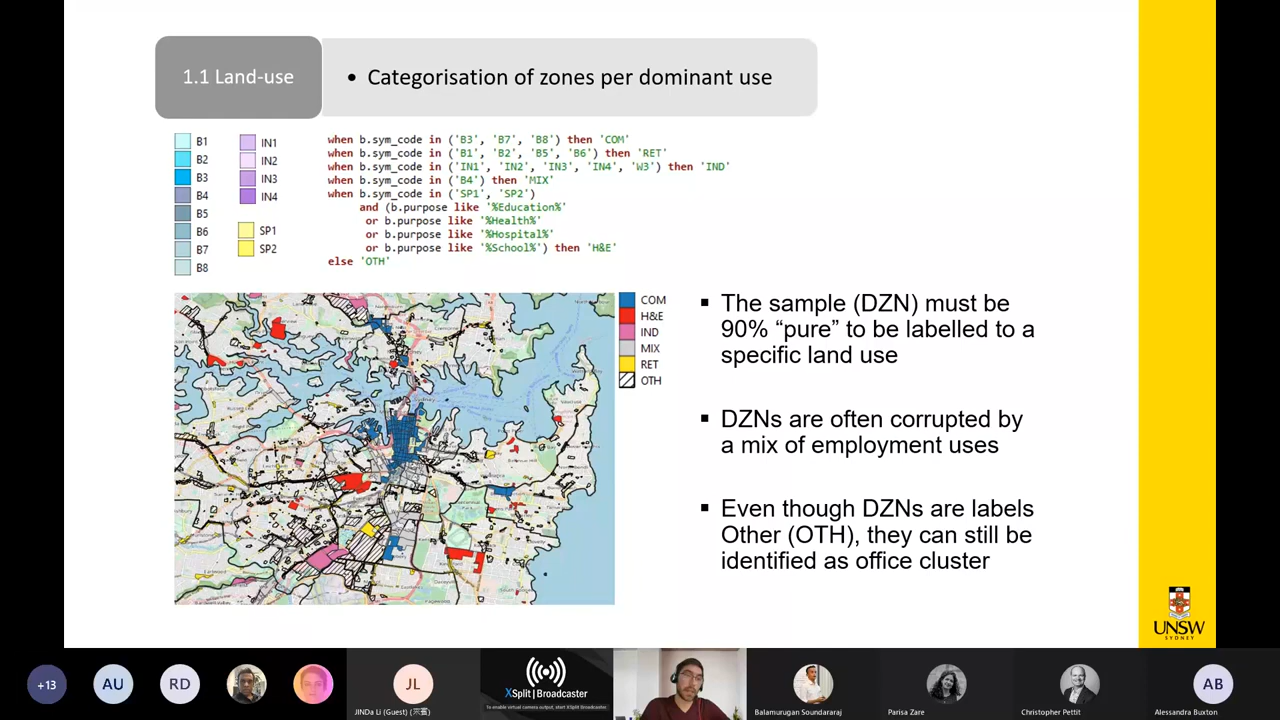 1.1 Land-use
• Categorisation of zones per dominant use
B1
B2
B3
B4
B5
B6
B7
B8
IN1
IN2
IN3
IN4
SP1
SP2
when b.sym_code in ('B3', 'B7', 'B8') then 'COM'
when b.sym_code in ('B1', 'B2', 'B5', 'B6') then 'RET'
when b.sym_code in ('IN1', 'IN2', 'IN3', 'IN4', 'W3') then 'IND'
when b.sym_code in ('B4') then 'MIX'
when b.sym_code in ('SP1', 'SP2')
and (b.purpose like '%Education%'
or b.purpose like '%Health%'
or b.purpose like '%Hospital%'
or b.purpose like '%School%') then 'H&E'
else 'OTH'
COM
H&E
IND
MIX
RET
OTH
▪ The sample (DZN) must be
90% “pure” to be labelled to a
specific land use
▪ DZNs are often corrupted by
a mix of employment uses
▪ Even though DZNs are labels
Other (OTH), they can still be
identified as office cluster
UNSW
SYDNEY
+13
AU
RD
JL
JINDa Li (Guest)
XSplit | Broadcaster
To enable virtual camera output, start XSplit Broadcaster
Balamurugan Soundararaj
Parisa Zare
Christopher Pettit
AB
Alessandra Buxton